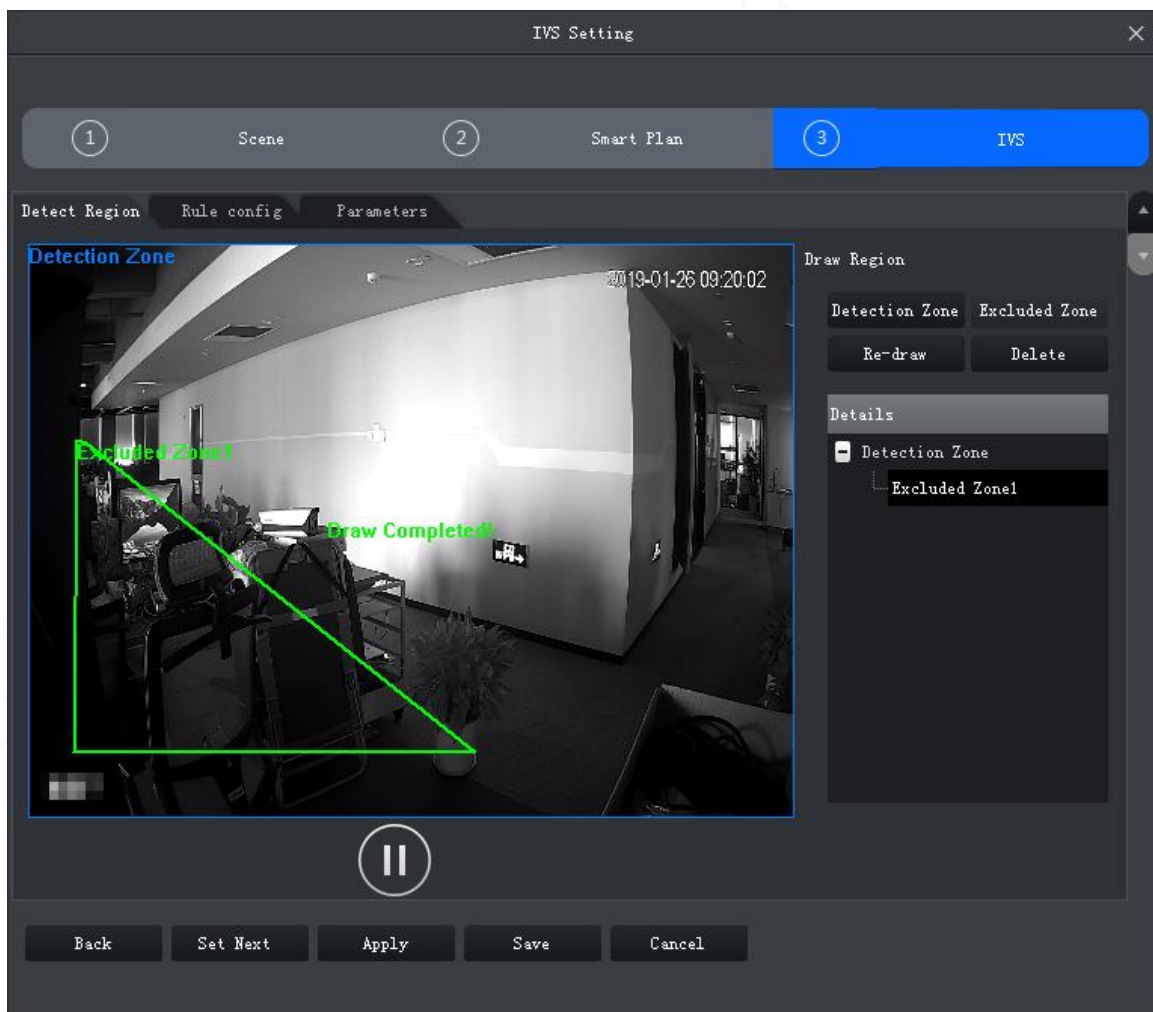 IVS Setting
1 Scene 2 Smart Plan 3 IVS
Detect Region Rule config Parameters
Detection Zone
2019-01-26 09:20:02
Excluded Zone1
Draw Completed!
Draw Region
Detection Zone Excluded Zone
Re-draw Delete
Details
Detection Zone
Excluded Zone1
Back Set Next Apply Save Cancel